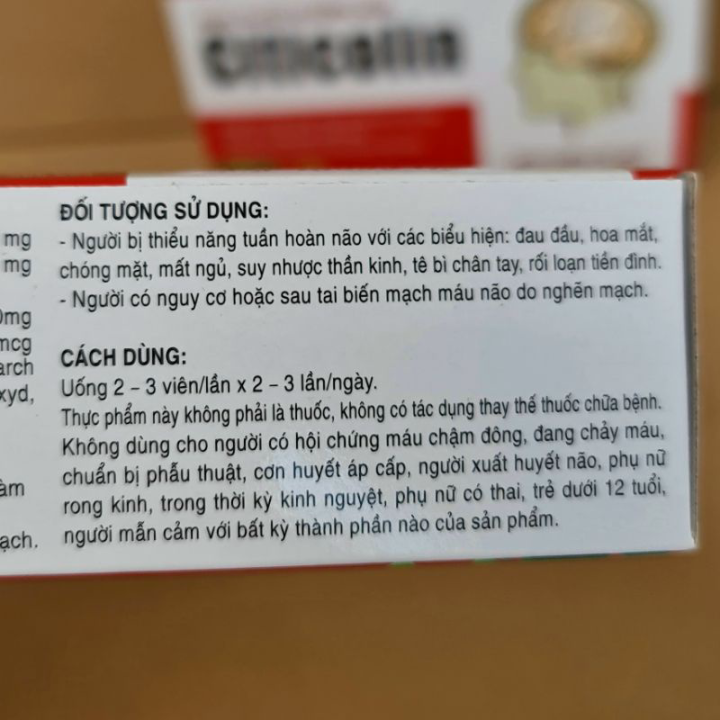 Citicolin
ĐỐI TƯỢNG SỬ DỤNG:
mg - Người bị thiểu năng tuần hoàn não với các biểu hiện: đau đầu, hoa mắt,
mg chóng mặt, mất ngủ, suy nhược thần kinh, tê bì chân tay, rối loạn tiền đình.
- Người có nguy cơ hoặc sau tai biến mạch máu não do nghẽn mạch.
0mg
mcg
arch CÁCH DÙNG:
xyd, Uống 2 – 3 viên/lần x 2 – 3 lần/ngày.
Thực phẩm này không phải là thuốc, không có tác dụng thay thế thuốc chữa bệnh.
Không dùng cho người có hội chứng máu chậm đông, đang chảy máu,
chuẩn bị phẫu thuật, cơn huyết áp cấp, người xuất huyết não, phụ nữ
àm rong kinh, trong thời kỳ kinh nguyệt, phụ nữ có thai, trẻ dưới 12 tuổi,
ạch. người mẫn cảm với bất kỳ thành phần nào của sản phẩm.